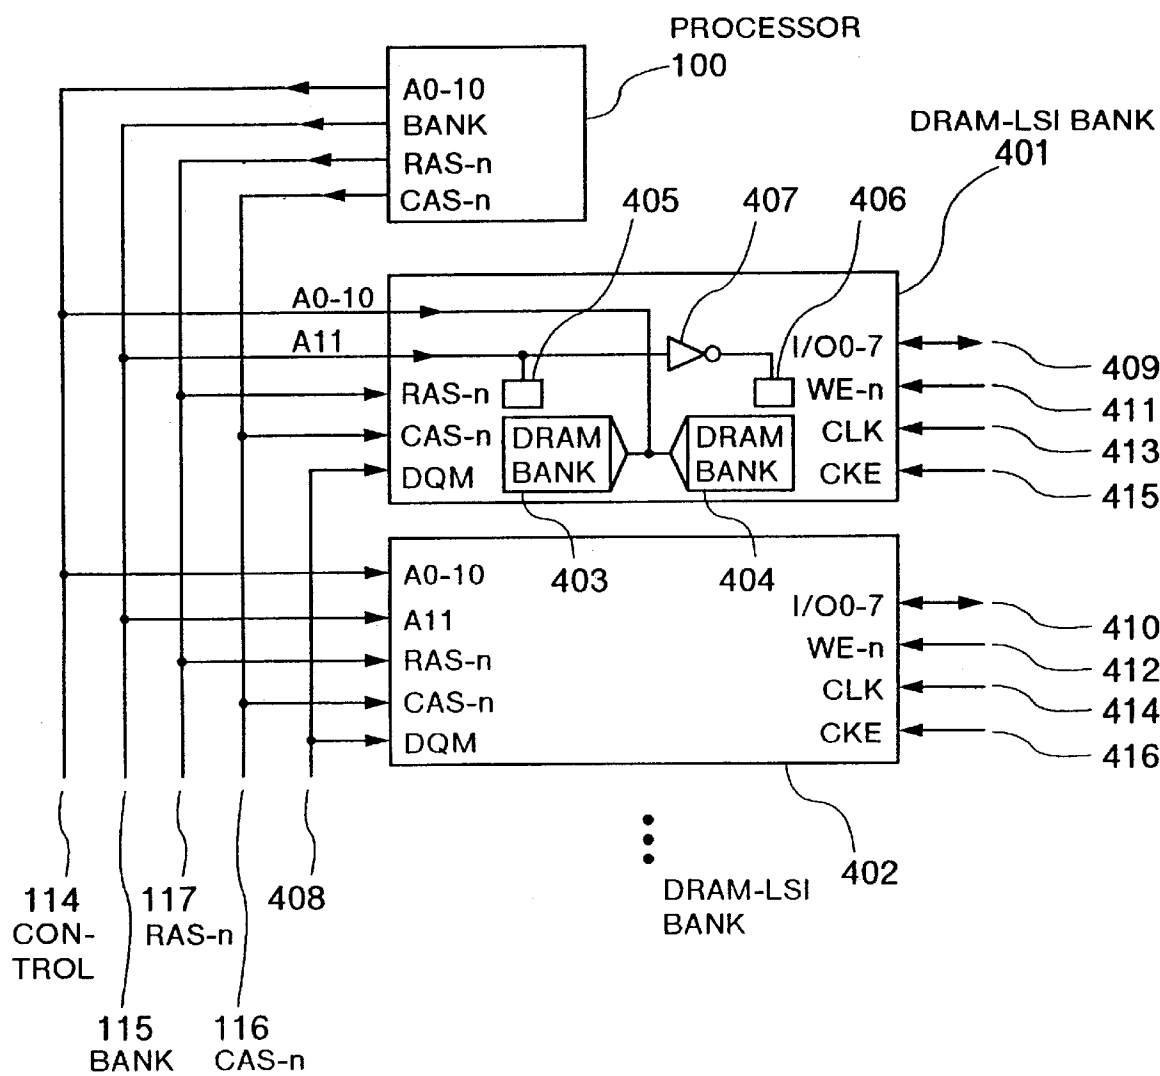 PROCESSOR
100
A0-10
BANK
RAS-n
CAS-n
DRAM-LSI BANK
401
405
407
406
A0-10
A11
RAS-n
CAS-n
DQM
DRAM
BANK
DRAM
BANK
I/O0-7
WE-n
CLK
CKE
409
411
413
415
403
404
A0-10
A11
RAS-n
CAS-n
DQM
I/O0-7
WE-n
CLK
CKE
410
412
414
416
402
DRAM-LSI
BANK
114
CON-
TROL
117
RAS-n
408
115
BANK
116
CAS-n